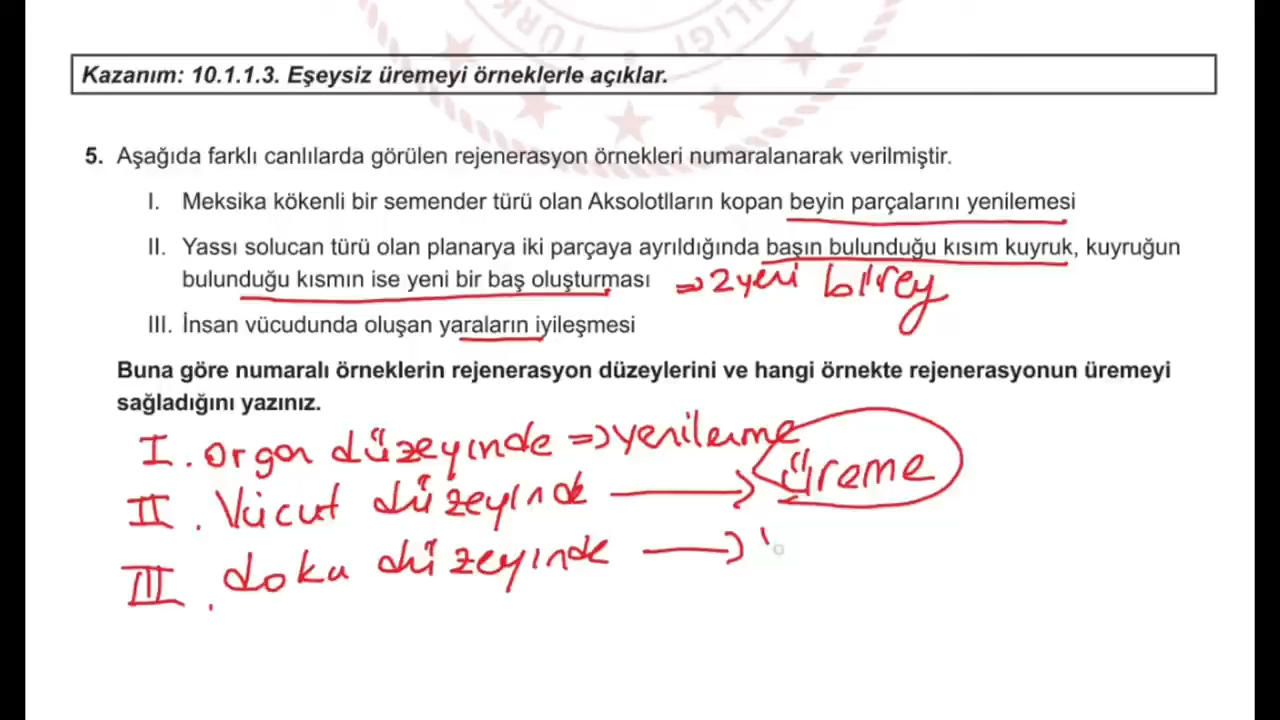 Kazanım: 10.1.1.3. Eşeysiz üremeyi örneklerle açıklar.
5. Aşağıda farklı canlılarda görülen rejenerasyon örnekleri numaralanarak verilmiştir.
I. Meksika kökenli bir semender türü olan Aksolotlların kopan beyin parçalarını yenilemesi
II. Yassı solucan türü olan planarya iki parçaya ayrıldığında başın bulunduğu kısım kuyruk, kuyruğun
bulunduğu kısmın ise yeni bir baş oluşturması ⇒ 2 yeni birey
III. İnsan vücudunda oluşan yaraların iyileşmesi
Buna göre numaralı örneklerin rejenerasyon düzeylerini ve hangi örnekte rejenerasyonun üremeyi
sağladığını yazınız.
I. organ düzeyinde ⇒ yenilenme
II. Vücut düzeyinde → üreme
III. doku düzeyinde →